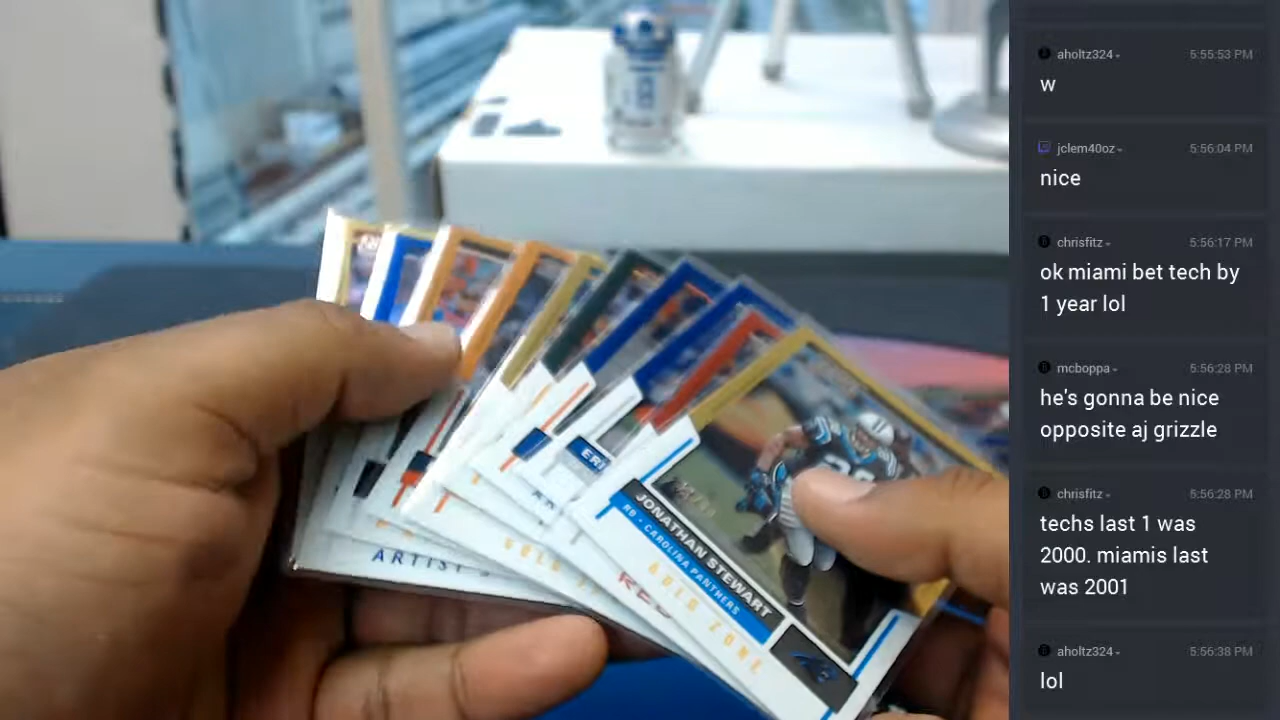 aholtz324
5:55:53 PM
w
jclem40oz
5:56:04 PM
nice
chrisfitz
5:56:17 PM
ok miami bet tech by
1 year lol
mcboppa
5:56:28 PM
he's gonna be nice
opposite aj grizzle
chrisfitz
5:56:28 PM
techs last 1 was
2000. miamis last
was 2001
aholtz324
5:56:38 PM
lol
ERI
JONATHAN STEWART
RB · CAROLINA PANTHERS
GOLD ZONE
RED
GOLD
ARTIST'S